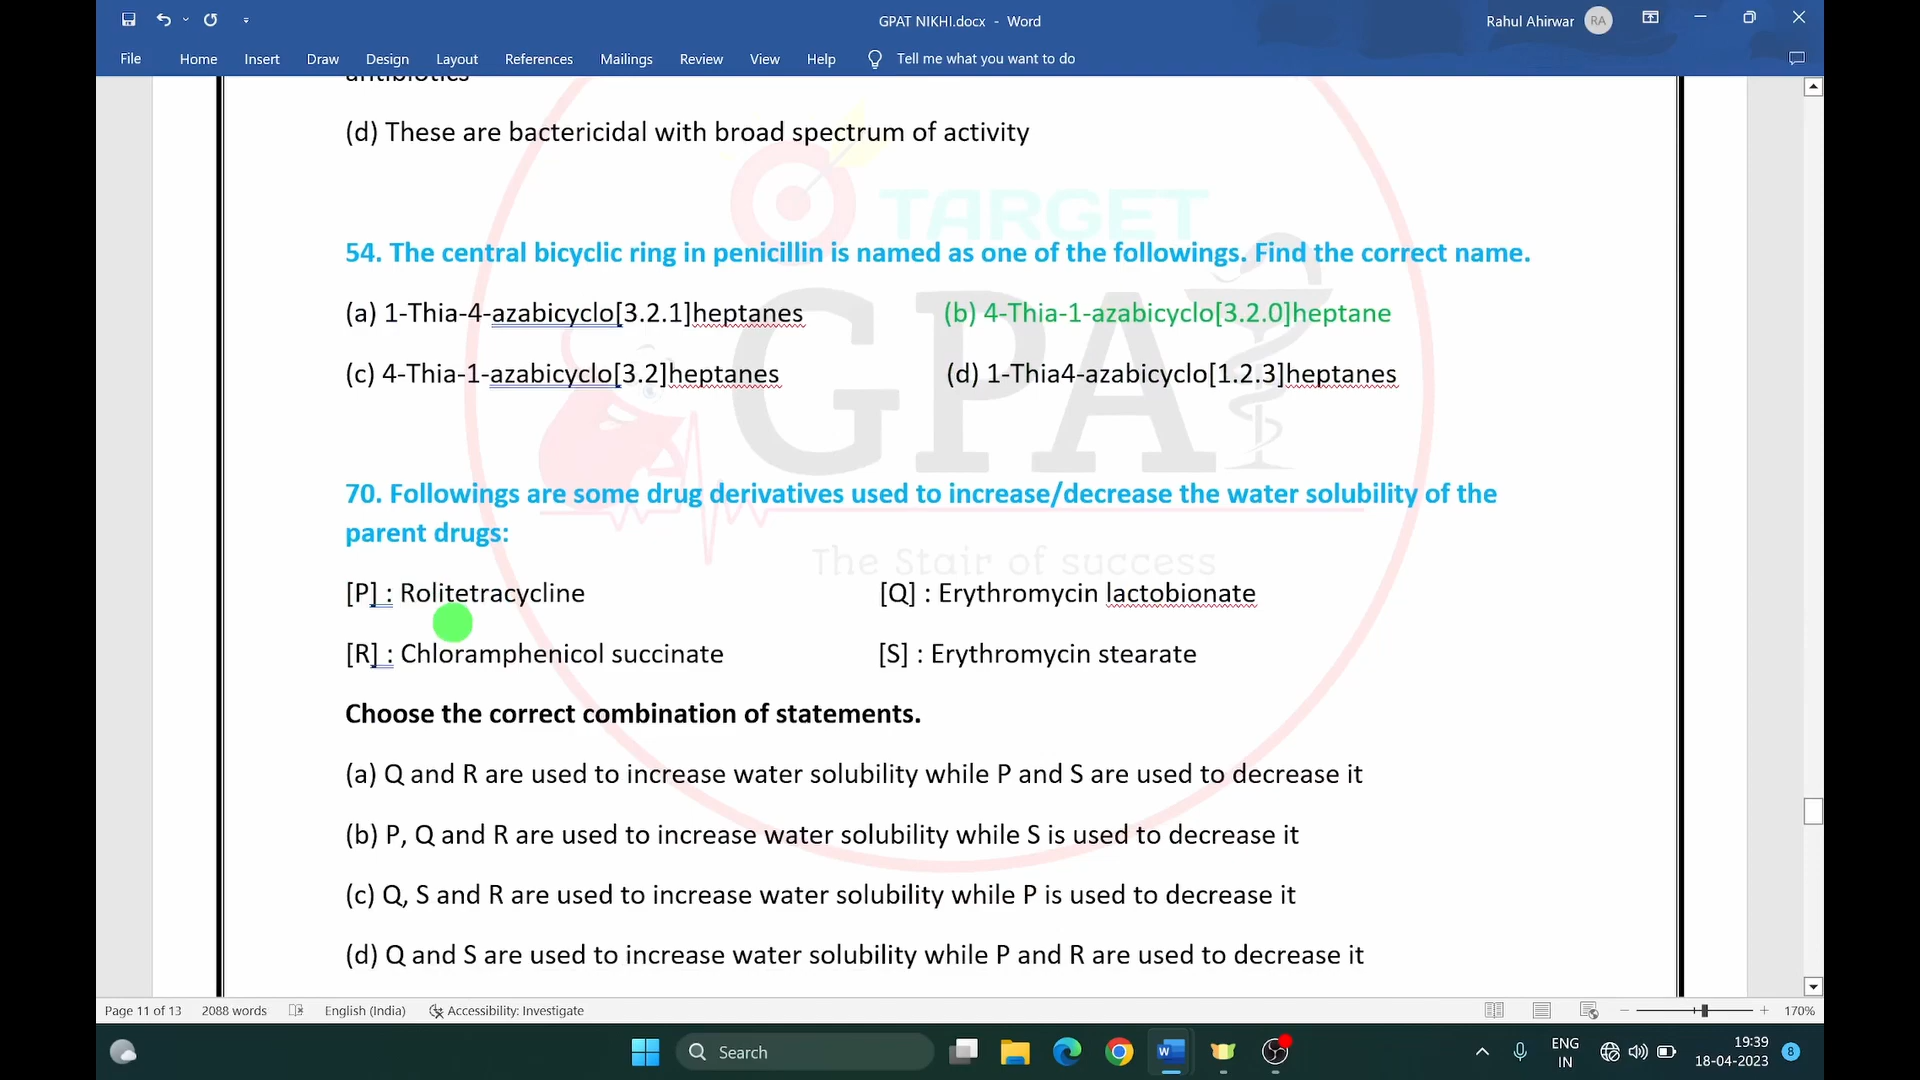 GPAT NIKHI.docx - Word
Rahul Ahirwar RA
File Home Insert Draw Design Layout References Mailings Review View Help Tell me what you want to do
antibiotics
(d) These are bactericidal with broad spectrum of activity
TARGET
54. The central bicyclic ring in penicillin is named as one of the followings. Find the correct name.
(a) 1-Thia-4-azabicyclo[3.2.1]heptanes (b) 4-Thia-1-azabicyclo[3.2.0]heptane
(c) 4-Thia-1-azabicyclo[3.2]heptanes (d) 1-Thia4-azabicyclo[1.2.3]heptanes
GPAT
70. Followings are some drug derivatives used to increase/decrease the water solubility of the
parent drugs:
The Stair of success
[P] : Rolitetracycline [Q] : Erythromycin lactobionate
[R] : Chloramphenicol succinate [S] : Erythromycin stearate
Choose the correct combination of statements.
(a) Q and R are used to increase water solubility while P and S are used to decrease it
(b) P, Q and R are used to increase water solubility while S is used to decrease it
(c) Q, S and R are used to increase water solubility while P is used to decrease it
(d) Q and S are used to increase water solubility while P and R are used to decrease it
Page 11 of 13 2088 words English (India) Accessibility: Investigate 170%
Search
ENG
IN
19:39
18-04-2023
8